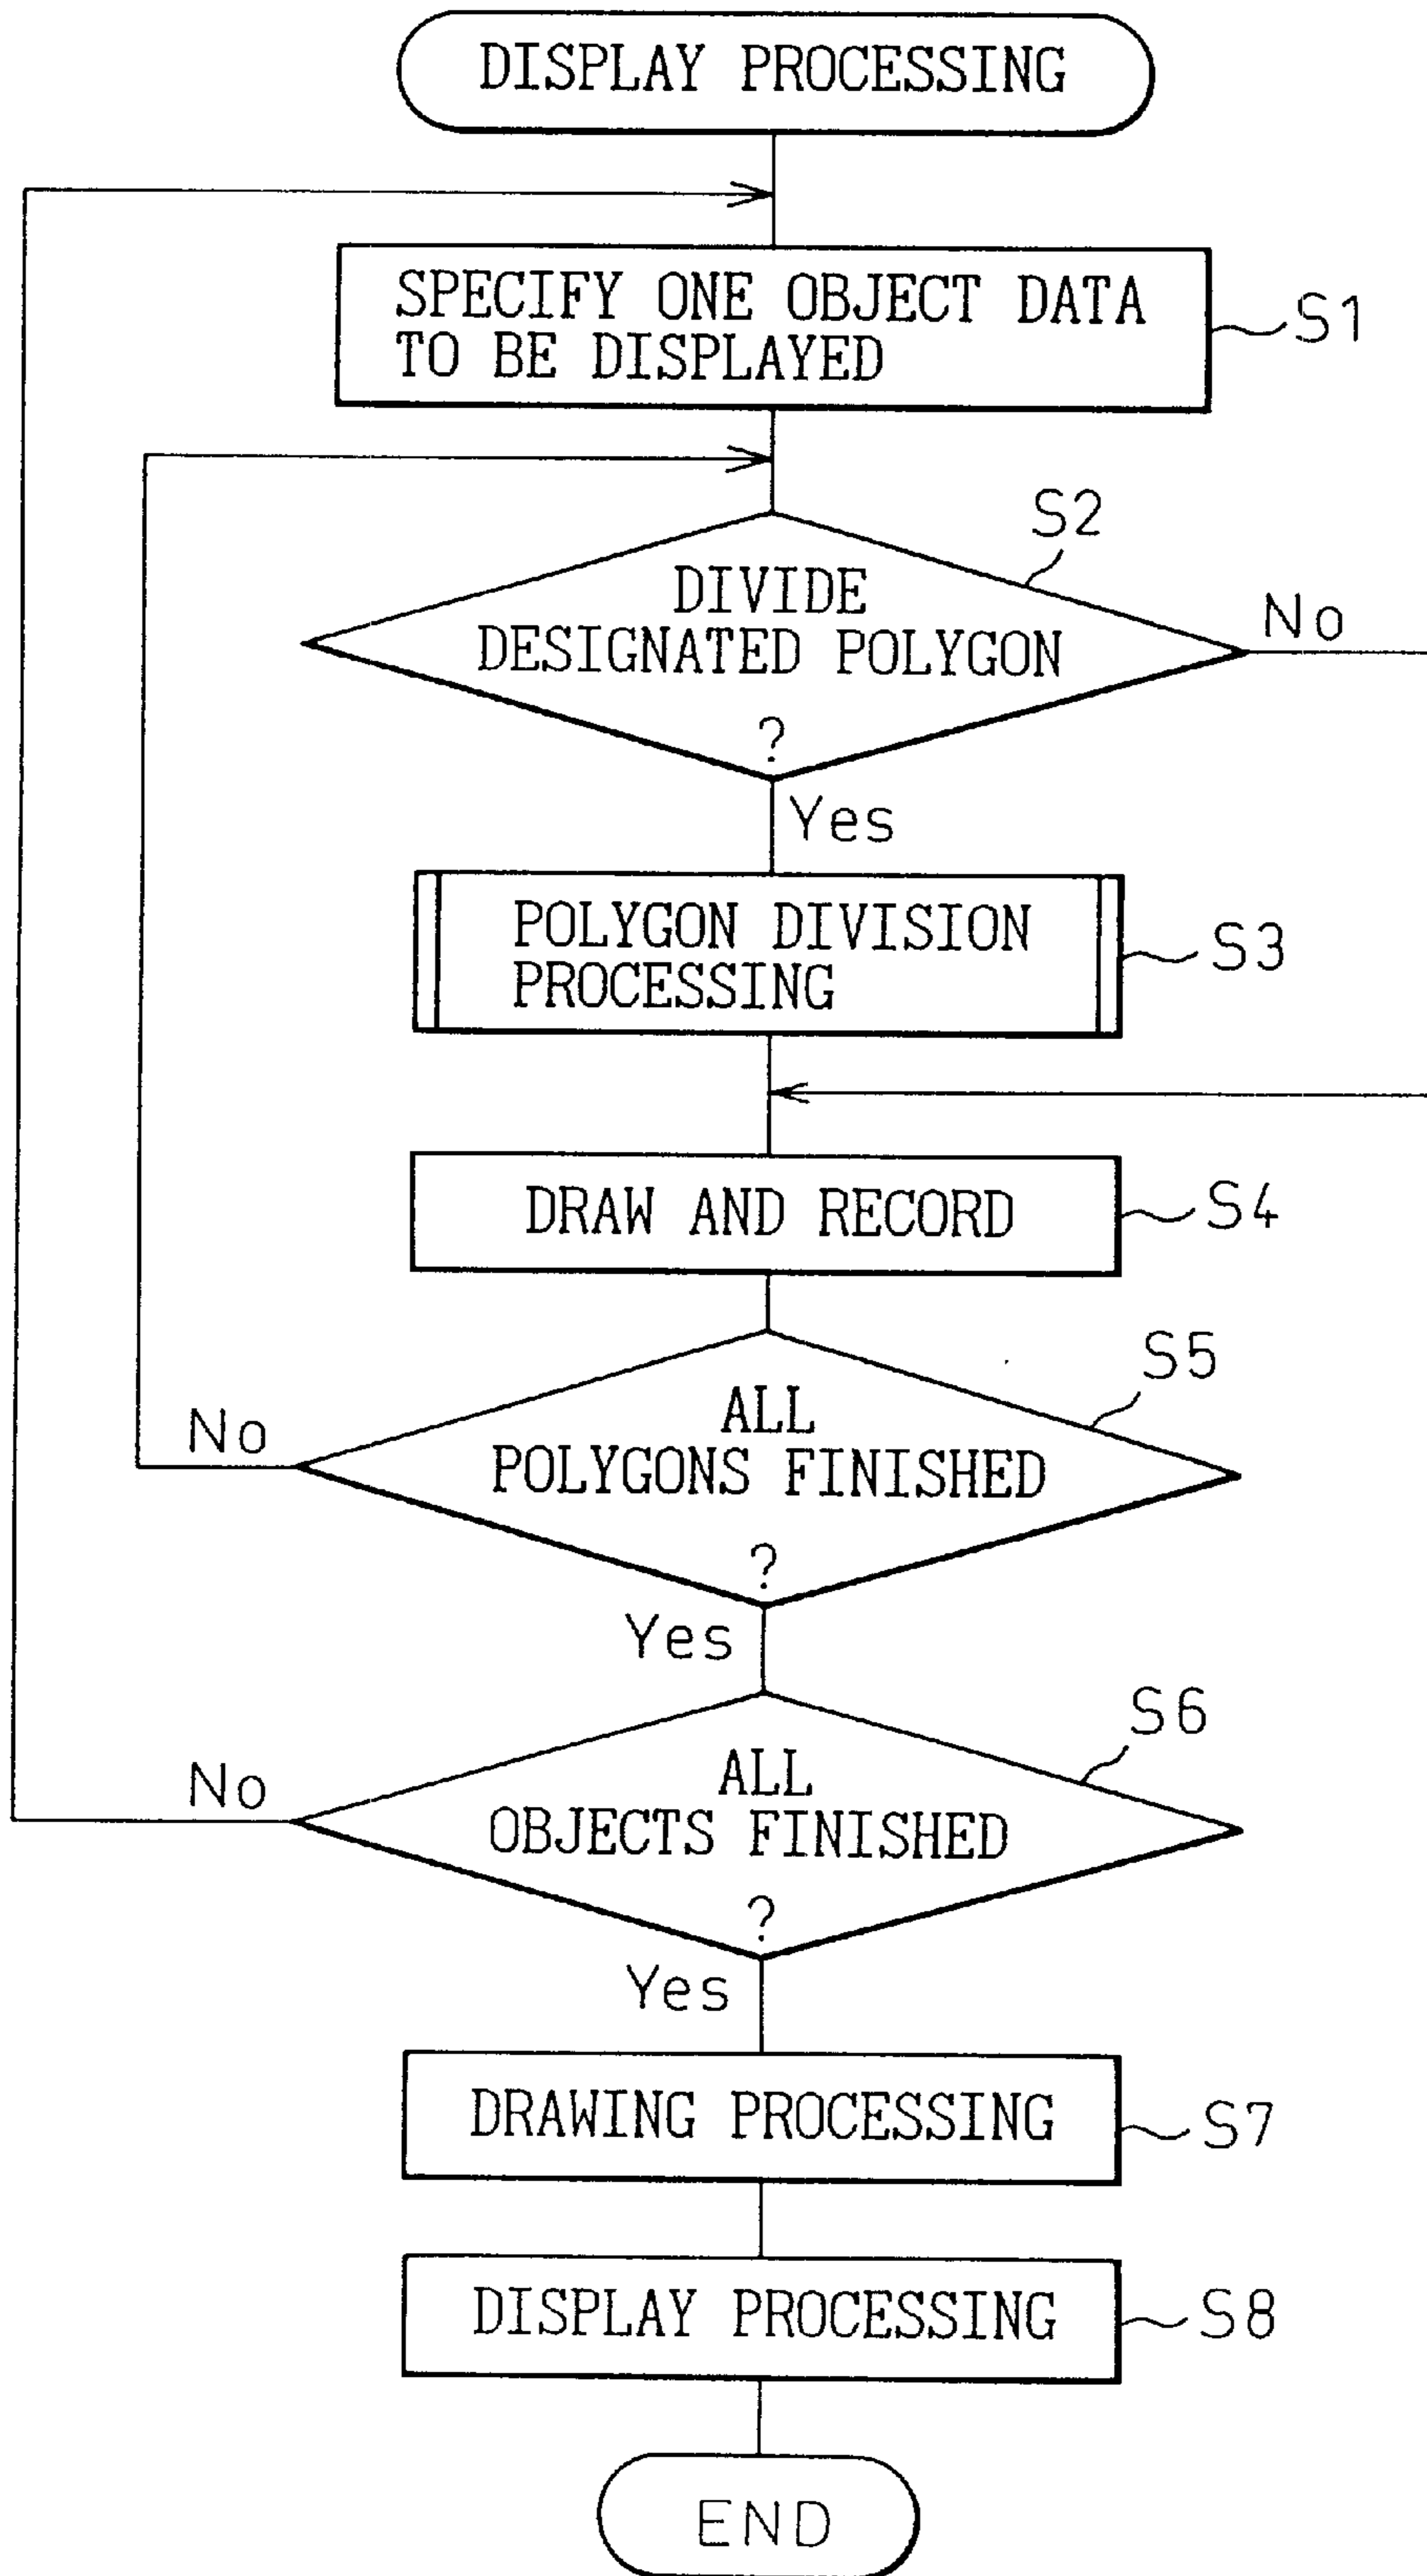 DISPLAY PROCESSING
SPECIFY ONE OBJECT DATA
TO BE DISPLAYED
S1
S2
DIVIDE
DESIGNATED POLYGON
?
No
Yes
POLYGON DIVISION
PROCESSING
S3
DRAW AND RECORD
S4
S5
ALL
POLYGONS FINISHED
?
No
Yes
S6
ALL
OBJECTS FINISHED
?
No
Yes
DRAWING PROCESSING
S7
DISPLAY PROCESSING
S8
END